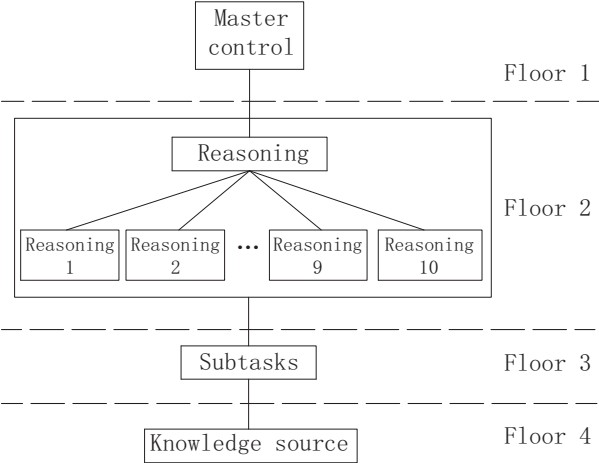 Master
control
Floor 1
Reasoning
Floor 2
Reasoning
1
Reasoning
2
...
Reasoning
9
Reasoning
10
Subtasks
Floor 3
Knowledge source
Floor 4